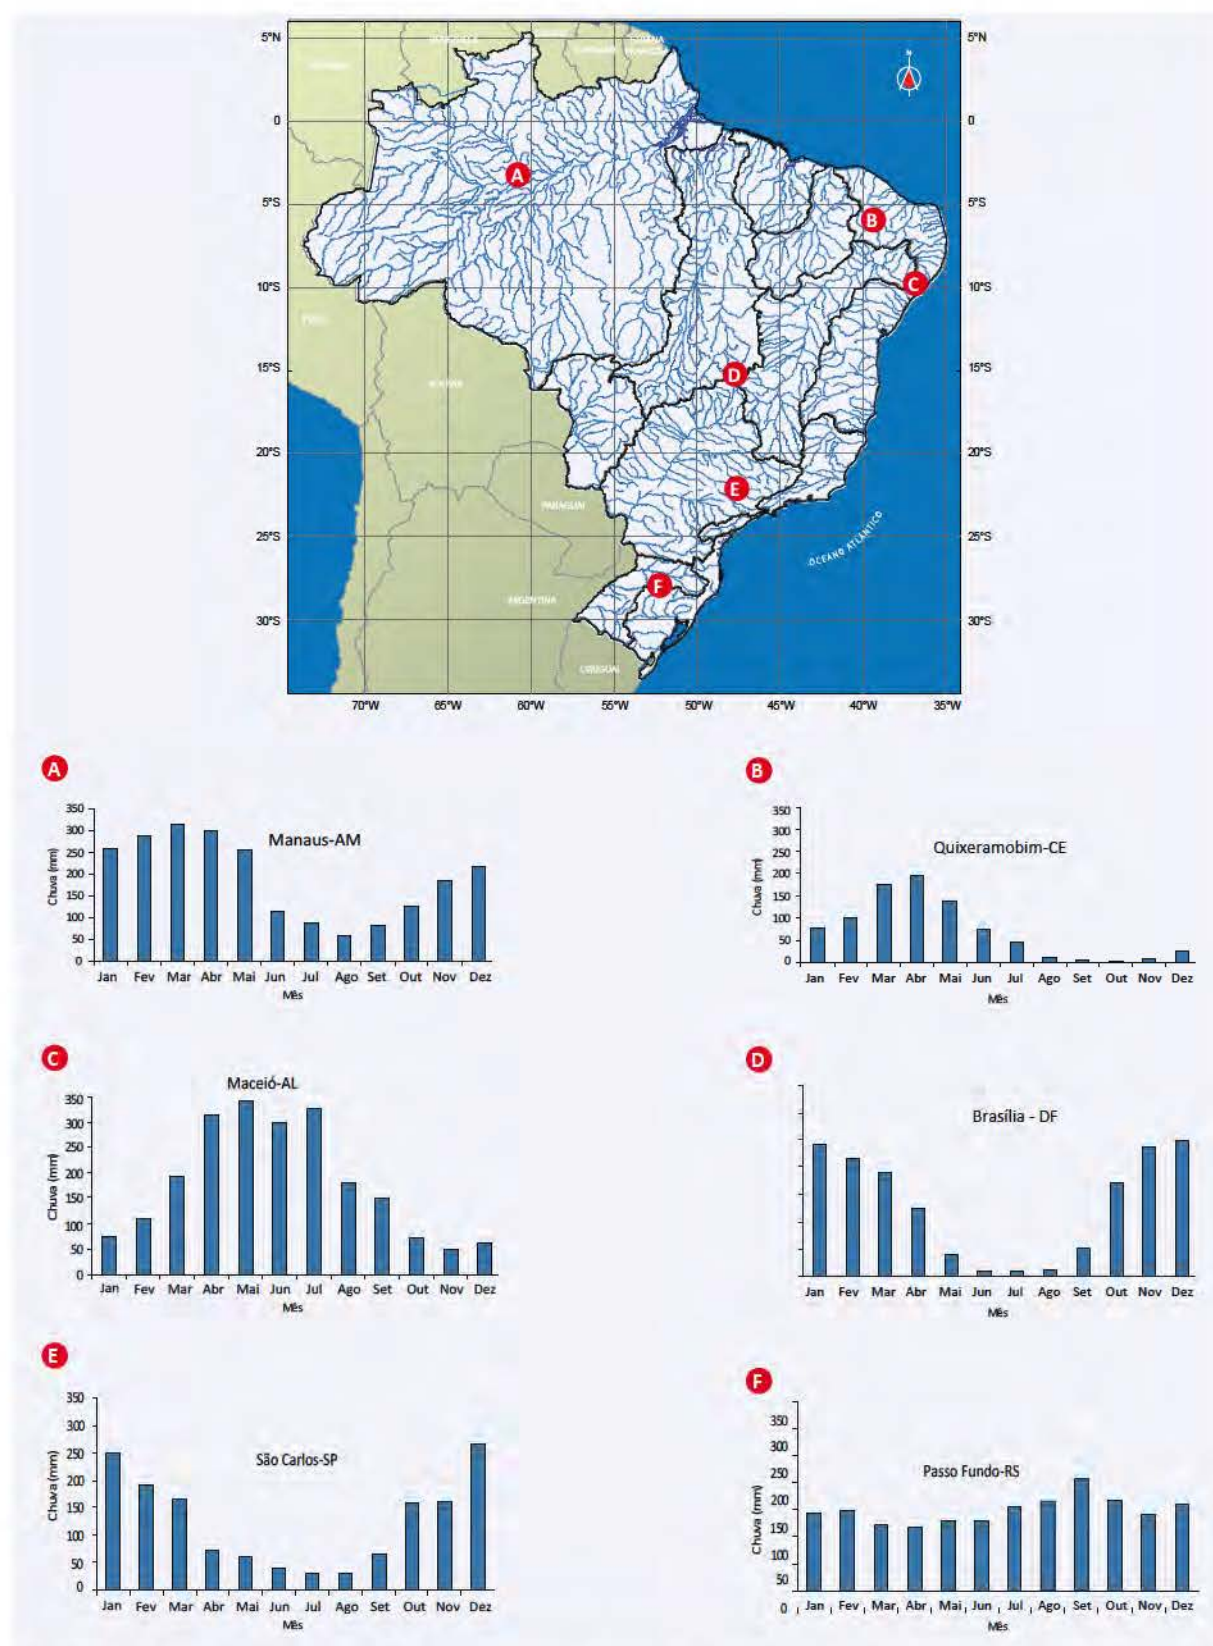 5°N
5°N
N
0
0
A
5°S
B
5°S
10°S
C
10°S
15°S
D
15°S
20°S
20°S
E
PARAGUAI
25°S
OCEANO ATLÂNTICO
25°S
F
ARGENTINA
30°S
30°S
URUGUAI
70°W 65°W 60°W 55°W 50°W 45°W 40°W 35°W
A
Manaus-AM
Chuva (mm)
350
300
250
200
150
100
50
0
Jan Fev Mar Abr Mai Jun Jul Ago Set Out Nov Dez
Mês
B
Quixeramobim-CE
Chuva (mm)
350
300
250
200
150
100
50
0
Jan Fev Mar Abr Mai Jun Jul Ago Set Out Nov Dez
Mês
C
Maceió-AL
Chuva (mm)
350
300
250
200
150
100
50
0
Jan Fev Mar Abr Mai Jun Jul Ago Set Out Nov Dez
Mês
D
Brasília - DF
Jan Fev Mar Abr Mai Jun Jul Ago Set Out Nov Dez
Mês
E
São Carlos-SP
Chuva (mm)
350
300
250
200
150
100
50
0
Jan Fev Mar Abr Mai Jun Jul Ago Set Out Nov Dez
Mês
F
Passo Fundo-RS
Chuva (mm)
350
300
250
200
150
100
50
0
Jan Fev Mar Abr Mai Jun Jul Ago Set Out Nov Dez
Mês